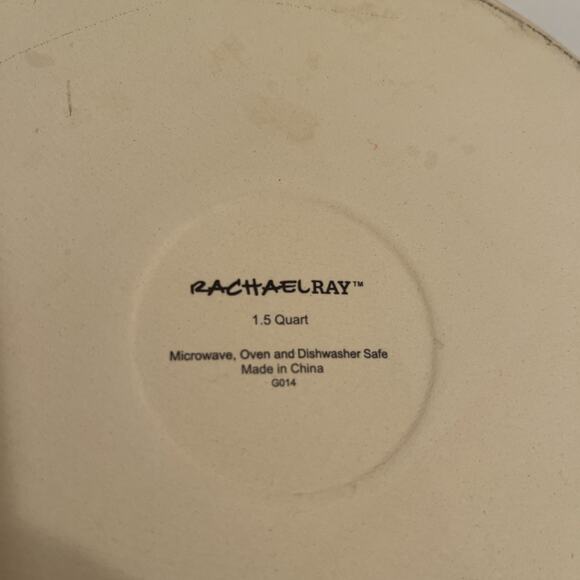 RACHAELRAY™
1.5 Quart
Microwave, Oven and Dishwasher Safe
Made in China
G014